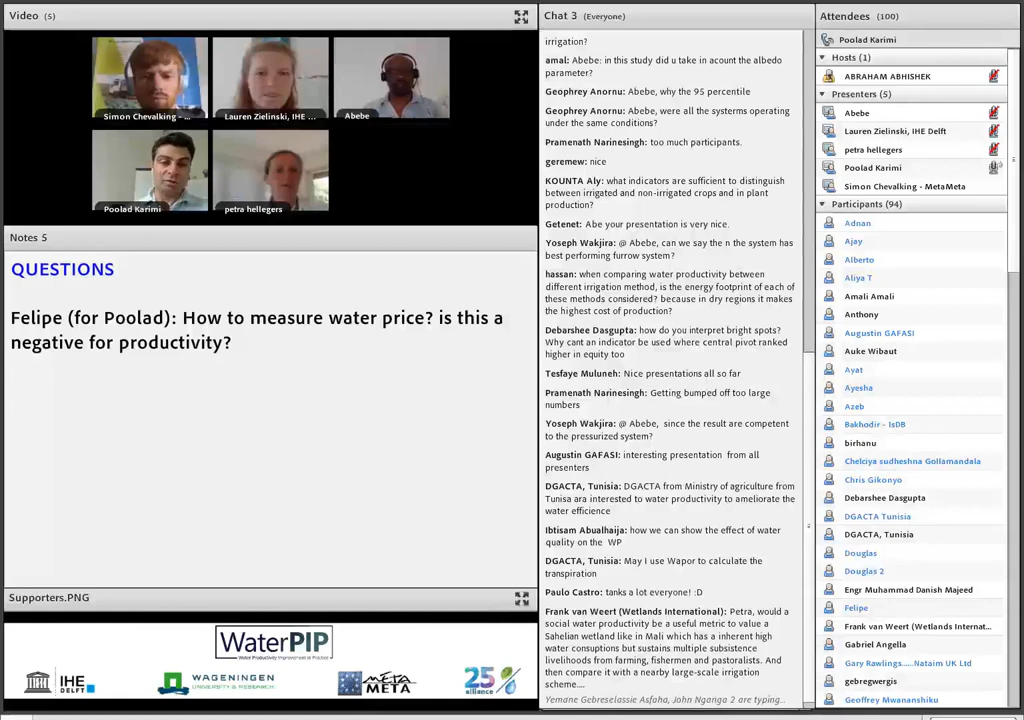 Video (5)
Simon Chevalking - ...
Lauren Zielinski, IHE ...
Abebe
Poolad Karimi
petra hellegers
Notes 5
QUESTIONS
Felipe (for Poolad): How to measure water price? is this a
negative for productivity?
Supporters.PNG
WaterPIP
Water Productivity Improvement in Practice
IHE
DELFT
WAGENINGEN
UNIVERSITY & RESEARCH
META
META
25
alliance
Chat 3 (Everyone)
irrigation?
amal: Abebe: in this study did u take in acount the albedo
parameter?
Geophrey Anornu: Abebe, why the 95 percentile
Geophrey Anornu: Abebe, were all the systems operating
under the same conditions?
Pramenath Narinesingh: too much participants.
geremew: nice
KOUNTA Aly: what indicators are sufficient to distinguish
between irrigated and non-irrigated crops and in plant
production?
Getenet: Abe your presentation is very nice.
Yoseph Wakjira: @ Abebe, can we say the n the system has
best performing furrow system?
hassan: when comparing water productivity between
different irrigation method, is the energy footprint of each of
these methods considered? because in dry regions it makes
the highest cost of production?
Debarshee Dasgupta: how do you interpret bright spots?
Why cant an indicator be used where central pivot ranked
higher in equity too
Tesfaye Muluneh: Nice presentations all so far
Pramenath Narinesingh: Getting bumped off too large
numbers
Yoseph Wakjira: @ Abebe, since the result are competent
to the pressurized system?
Augustin GAFASI: interesting presentation from all
presenters
DGACTA, Tunisia: DGACTA from Ministry of agriculture from
Tunisa are interested to water productivity to ameliorate the
water efficience
Ibtisam Abualhaija: how we can show the effect of water
quality on the WP
DGACTA, Tunisia: May I use Wapor to calculate the
transpiration
Paulo Castro: tanks a lot everyone! :D
Frank van Weert (Wetlands International): Petra, would a
social water productivity be a useful metric to value a
Sahelian wetland like in Mali which has a inherent high
water consuptions but sustains multiple subsistence
livelihoods from farming, fishermen and pastoralists. And
then compare it with a nearby large-scale irrigation
scheme....
Yemane Gebreselassie Asfaha, John Nganga 2 are typing..
Attendees (100)
Poolad Karimi
Hosts (1)
ABRAHAM ABHISHEK
Presenters (5)
Abebe
Lauren Zielinski, IHE Delft
petra hellegers
Poolad Karimi
Simon Chevalking - MetaMeta
Participants (94)
Adnan
Ajay
Alberto
Aliya T
Amali Amali
Anthony
Augustin GAFASI
Auke Wibaut
Ayat
Ayesha
Azeb
Bakhodir - IsDB
birhanu
Chelciya sudheshna Gollamandala
Chris Gikonyo
Debarshee Dasgupta
DGACTA Tunisia
DGACTA, Tunisia
Douglas
Douglas 2
Engr Muhammad Danish Majeed
Felipe
Frank van Weert (Wetlands Internat...
Gabriel Angella
Gary Rawlings.....Nataim UK Ltd
gebregwergis
Geoffrey Mwananshiku